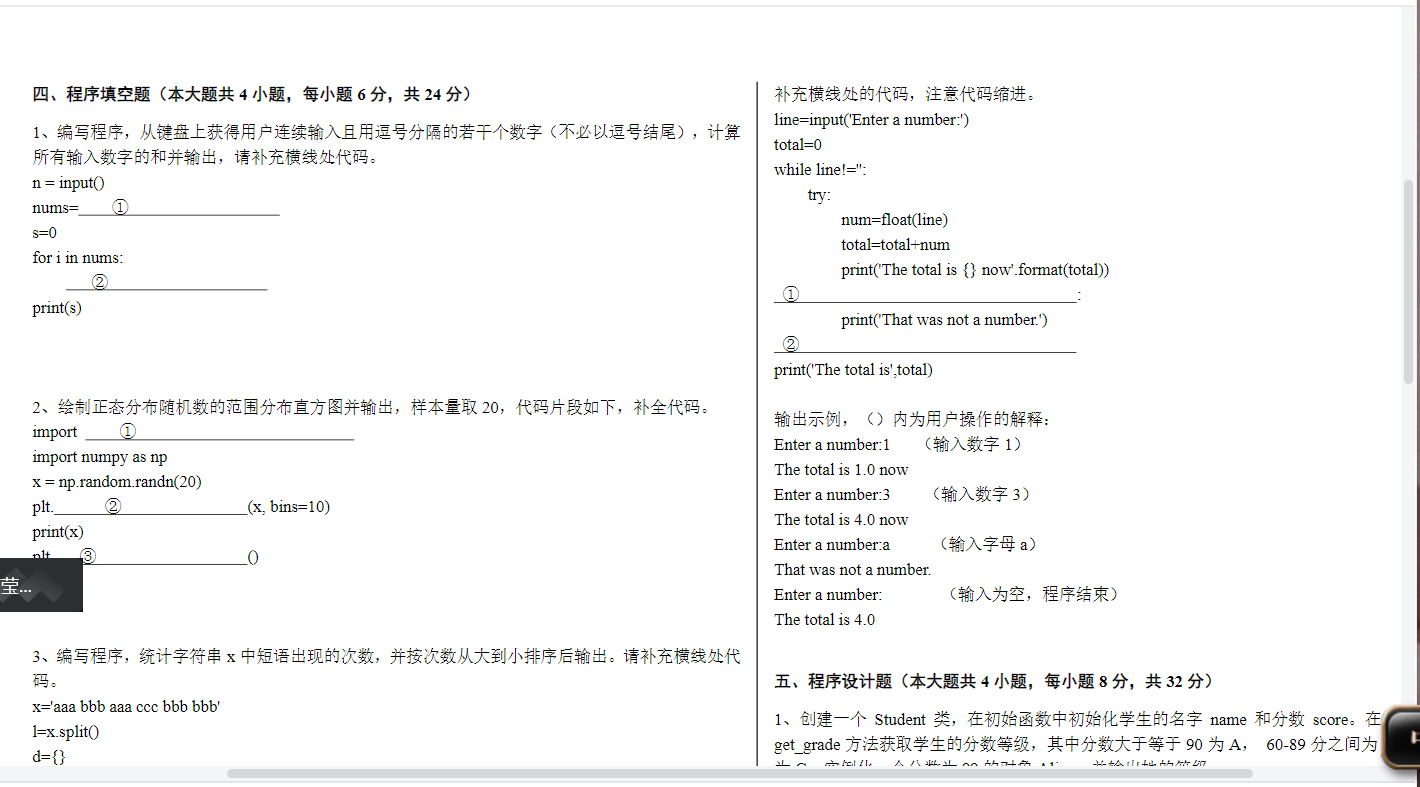 四、程序填空题（本大题共 4 小题，每小题 6 分，共 24 分）
1、编写程序，从键盘上获得用户连续输入且用逗号分隔的若干个数字（不必以逗号结尾），计算
所有输入数字的和并输出，请补充横线处代码。
n = input()
nums=____①____
s=0
for i in nums:
____②____
print(s)
2、绘制正态分布随机数的范围分布直方图并输出，样本量取 20，代码片段如下，补全代码。
import ____①____
import numpy as np
x = np.random.randn(20)
plt.____②____(x, bins=10)
print(x)
plt____③____()
莹...
3、编写程序，统计字符串 x 中短语出现的次数，并按次数从大到小排序后输出。请补充横线处代
码。
x='aaa bbb aaa ccc bbb bbb'
l=x.split()
d={}
补充横线处的代码，注意代码缩进。
line=input('Enter a number:')
total=0
while line!='':
try:
num=float(line)
total=total+num
print('The total is {} now'.format(total))
__①____:
print('That was not a number.')
__②____
print('The total is',total)
输出示例，（）内为用户操作的解释：
Enter a number:1 （输入数字 1）
The total is 1.0 now
Enter a number:3 （输入数字 3）
The total is 4.0 now
Enter a number:a （输入字母 a）
That was not a number.
Enter a number: （输入为空，程序结束）
The total is 4.0
五、程序设计题（本大题共 4 小题，每小题 8 分，共 32 分）
1、创建一个 Student 类，在初始函数中初始化学生的名字 name 和分数 score。在
get_grade 方法获取学生的分数等级，其中分数大于等于 90 为 A， 60-89 分之间为